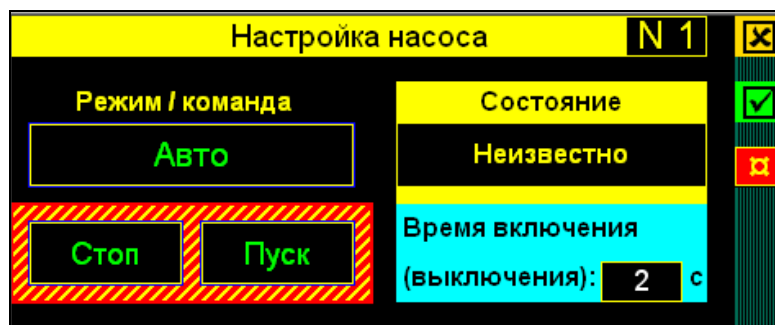 Настройка насоса N 1
Режим / команда
Авто
Стоп Пуск
Состояние
Неизвестно
Время включения
(выключения): 2 с